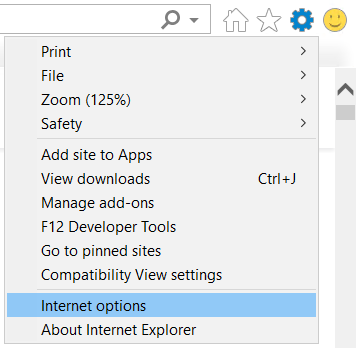 Print
File
Zoom (125%)
Safety
Add site to Apps
View downloads Ctrl+J
Manage add-ons
F12 Developer Tools
Go to pinned sites
Compatibility View settings
Internet options
About Internet Explorer